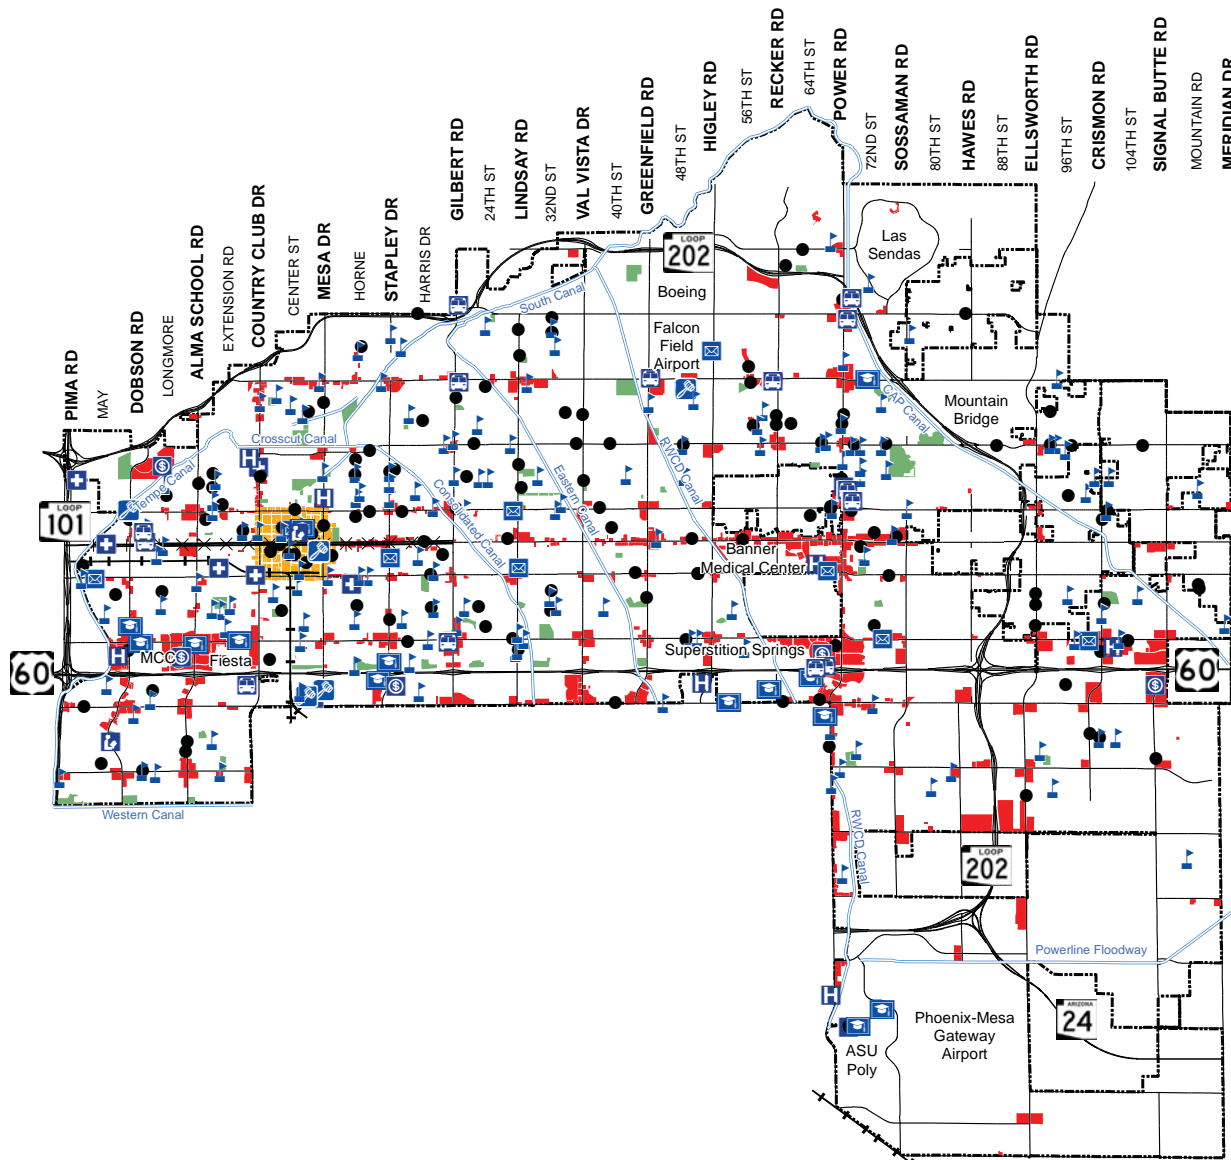 PIMA RD
MAY
DOBSON RD
LONGMORE
ALMA SCHOOL RD
EXTENSION RD
COUNTRY CLUB DR
CENTER ST
MESA DR
HORNE
STAPLEY DR
HARRIS DR
GILBERT RD
24TH ST
LINDSAY RD
32ND ST
VAL VISTA DR
40TH ST
GREENFIELD RD
48TH ST
HIGLEY RD
56TH ST
RECKER RD
64TH ST
POWER RD
72ND ST
SOSSAMAN RD
80TH ST
HAWES RD
88TH ST
ELLSWORTH RD
96TH ST
CRISMON RD
104TH ST
SIGNAL BUTTE RD
MOUNTAIN RD
MERIDIAN DR
LOOP
202
Las
Sendas
South Canal
Boeing
Falcon
Field
Airport
CAP Canal
Mountain
Bridge
Crosscut Canal
Tempe Canal
Consolidated Canal
Eastern Canal
RWCD Canal
LOOP
101
Banner
Medical Center
H
H
H
H
H
H
H
60
MCC
$
$
$
$
$
Fiesta
Superstition Springs
60
Western Canal
RWCD Canal
LOOP
202
Powerline Floodway
ARIZONA
24
Phoenix-Mesa
Gateway
Airport
ASU
Poly